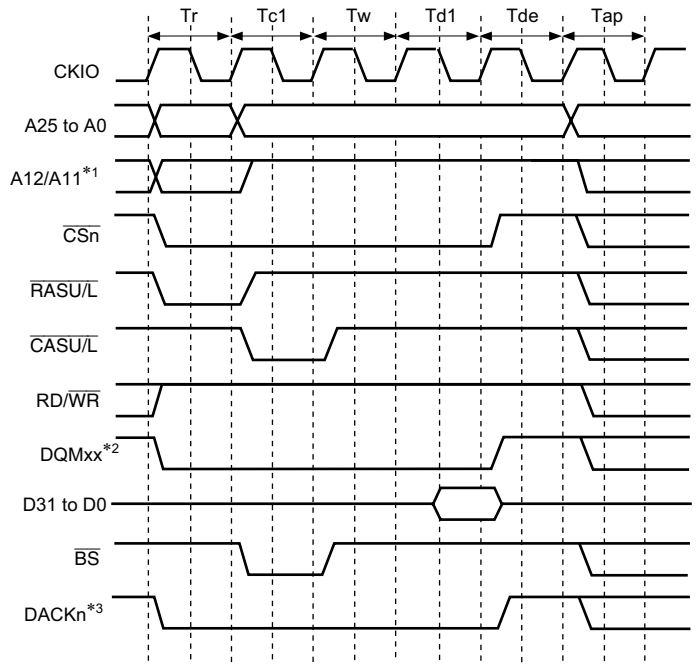 Tr Tc1 Tw Td1 Tde Tap
CKIO
A25 to A0
A12/A11*1
CSn
RASU/L
CASU/L
RD/WR
DQMxx*2
D31 to D0
BS
DACKn*3